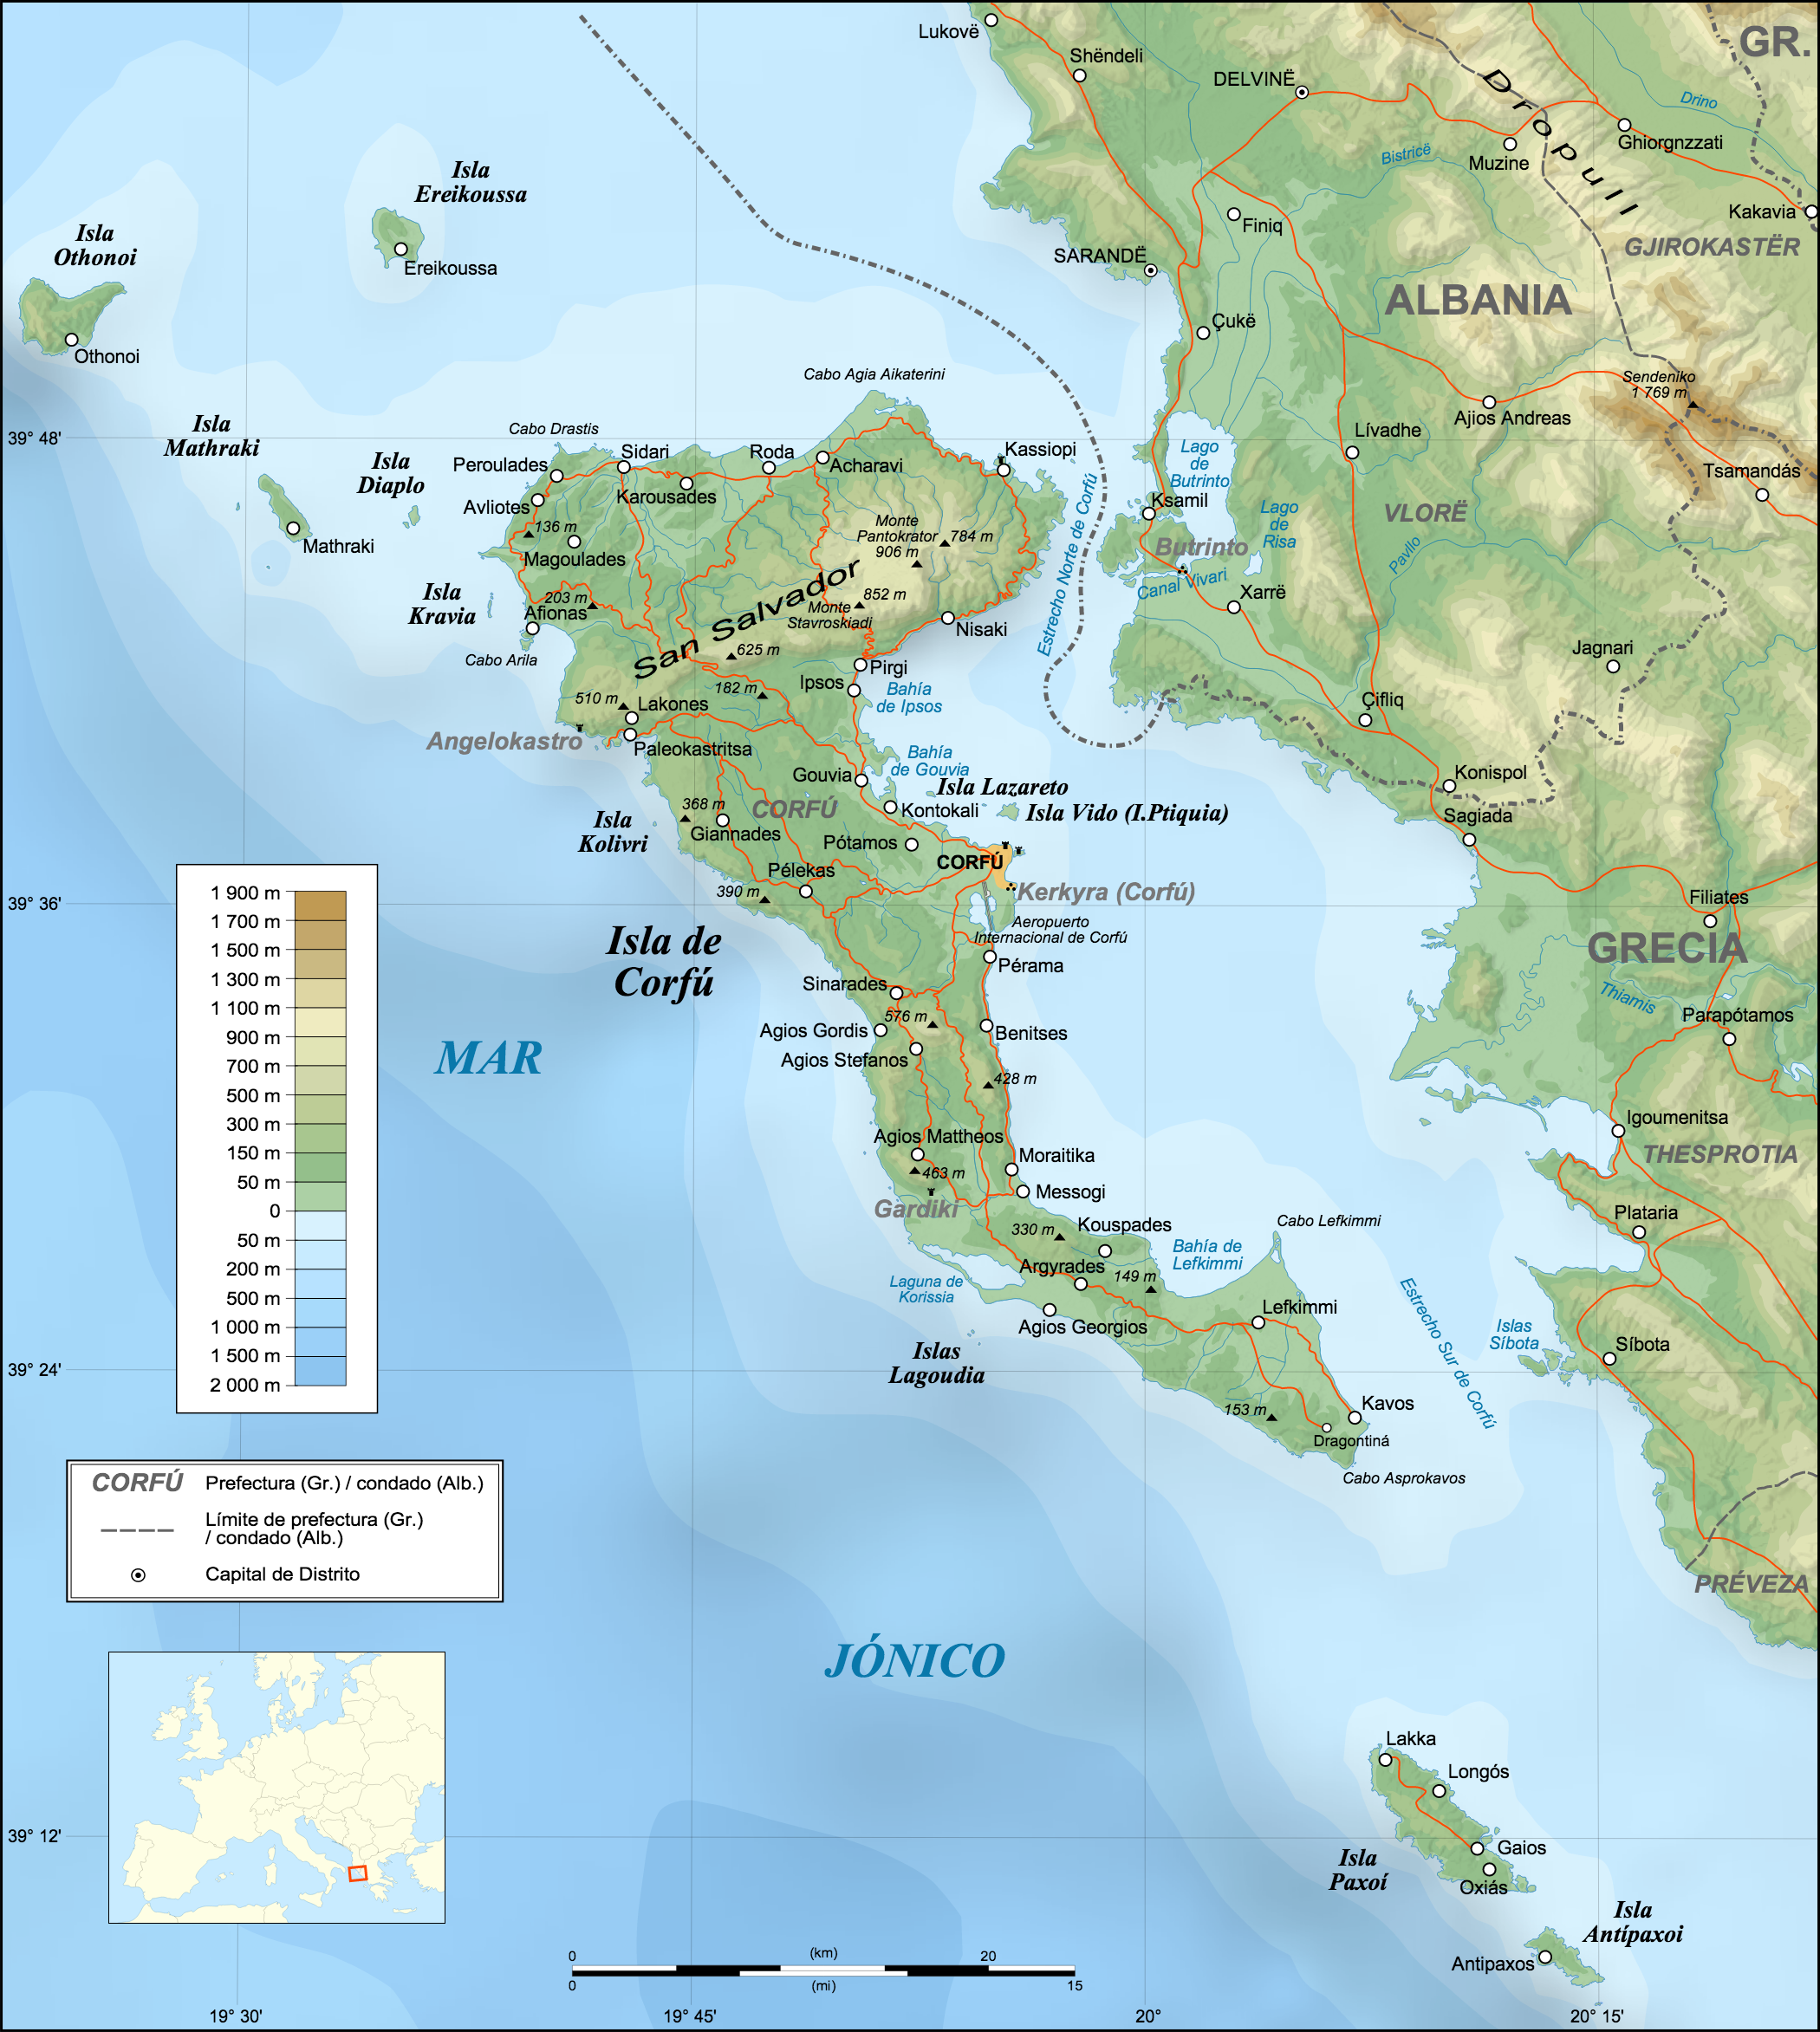 Lukovë
Shëndeli
DELVINË
GR.
Dropull
Drino
Ghiorgnzzati
Bistricë
Muzine
Isla
Ereikoussa
Ereikoussa
Isla
Othonoi
Othonoi
Finiq
Kakavia
GJIROKASTËR
SARANDË
ALBANIA
Çukë
Cabo Agia Aikaterini
Sendeniko
1 769 m
Ajios Andreas
Isla
Mathraki
Mathraki
39° 48'
Cabo Drastis
Isla
Diaplo
Peroulades
Sidari
Roda
Acharavi
Kassiopi
Karousades
Avliotes
136 m
Magoulades
Lívadhe
Lago
de
Butrinto
Tsamandás
Ksamil
Lago
de
Risa
VLORË
Pavllo
Monte
Pantokrator
906 m
784 m
Estrecho Norte de Corfú
Butrinto
Canal Vivari
Xarrë
Isla
Kravia
203 m
Afionas
Cabo Arila
San Salvador
852 m
Monte
Stavroskiadi
Nisaki
625 m
Pirgi
Ipsos
Bahía
de Ipsos
182 m
510 m
Lakones
Angelokastro
Paleokastritsa
Jagnari
Çifliq
Konispol
Sagiada
Bahía
de Gouvia
Gouvia
Isla Lazareto
Kontokali
Isla Vido (I.Ptiquia)
368 m
CORFÚ
Giannades
Isla
Kolivri
Pótamos
CORFÚ
Pélekas
Kerkyra (Corfú)
390 m
39° 36'
Filiates
Isla de
Corfú
Aeropuerto
Internacional de Corfú
GRECIA
Pérama
Sinarades
Thiamis
Parapótamos
576 m
Agios Gordis
Benitses
Agios Stefanos
428 m
MAR
Igoumenitsa
THESPROTIA
Agios Mattheos
Moraitika
463 m
Messogi
Gardiki
Plataria
330 m
Kouspades
Cabo Lefkimmi
Bahía de
Lefkimmi
Argyrades
149 m
Laguna de
Korissia
Lefkimmi
Agios Georgios
Estrecho Sur de Corfú
Islas
Síbota
Síbota
Islas
Lagoudia
39° 24'
Kavos
153 m
Dragontiná
Cabo Asprokavos
1 900 m
1 700 m
1 500 m
1 300 m
1 100 m
900 m
700 m
500 m
300 m
150 m
50 m
0
50 m
200 m
500 m
1 000 m
1 500 m
2 000 m
CORFÚ Prefectura (Gr.) / condado (Alb.)
Límite de prefectura (Gr.)
/ condado (Alb.)
Capital de Distrito
PRÉVEZA
JÓNICO
Lakka
Longós
Gaios
Isla
Paxoí
Oxiás
39° 12'
Isla
Antípaxoi
Antipaxos
0 (km) 20
0 (mi) 15
19° 30' 19° 45' 20° 20° 15'